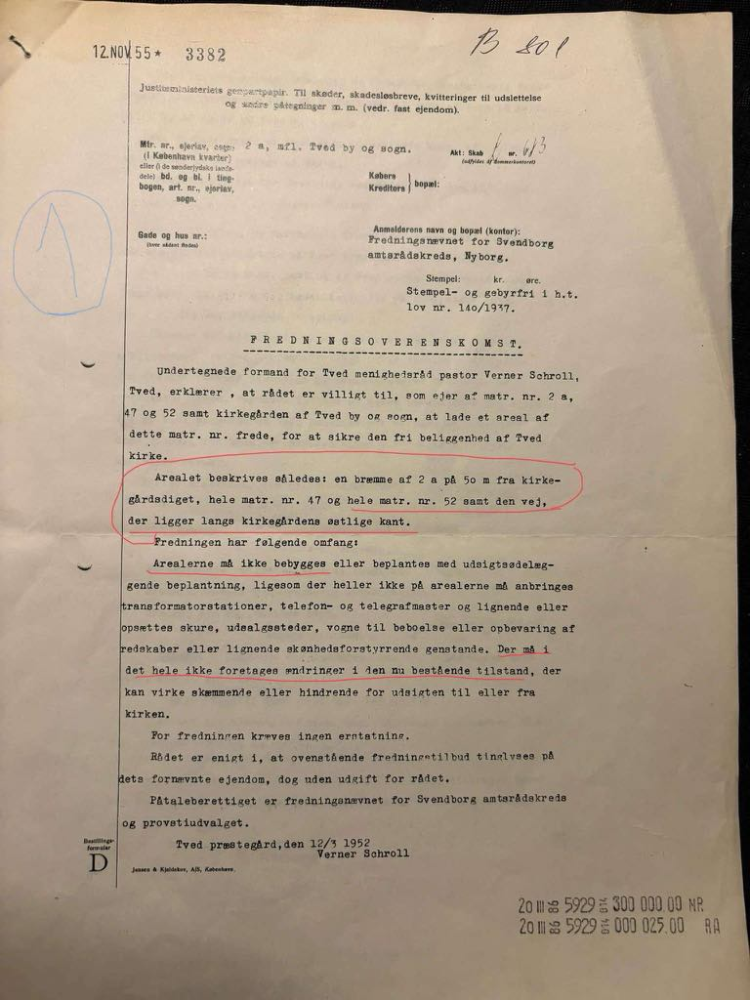 12.NOV 55* 3382
B 801
Justitsministeriets genpartpapir. Til skøder, skadesløsbreve, kvitteringer til udslettelse
og andre påtegninger m. m. (vedr. fast ejendom).
Mtr. nr., ejerlav, sogn: 2 a, mfl. Tved by og sogn.
(i København kvarter)
eller (i de sønderjydske lands-
dele) bd. og bl. i ting-
bogen, art. nr., ejerlav,
sogn.
Akt: Skab nr. 613
(udfyldes af dommerkontoret)
Købers
Kreditors } bopæl:
Gade og hus nr.:
(hvor sådant findes)
Anmelderens navn og bopæl (kontor):
Fredningsnævnet for Svendborg
amtsrådskreds, Nyborg.
Stempel: kr. øre.
Stempel- og gebyrfri i h.t.
lov nr. 140/1937.
FREDNINGSOVERENSKOMST.
Undertegnede formand for Tved menighedsråd pastor Verner Schroll,
Tved, erklærer , at rådet er villigt til, som ejer af matr. nr. 2 a,
47 og 52 samt kirkegården af Tved by og sogn, at lade et areal af
dette matr. nr. frede, for at sikre den fri beliggenhed af Tved
kirke.
Arealet beskrives således: en bræmme af 2 a på 50 m fra kirke-
gårdsdiget, hele matr. nr. 47 og hele matr. nr. 52 samt den vej,
der ligger langs kirkegårdens østlige kant.
Fredningen har følgende omfang:
Arealerne må ikke bebygges eller beplantes med udsigtsødelæg-
gende beplantning, ligesom der heller ikke på arealerne må anbringes
transformatorstationer, telefon- og telegrafmaster og lignende eller
opsættes skure, udsalgssteder, vogne til beboelse eller opbevaring af
redskaber eller lignende skønhedsforstyrrende genstande. Der må i
det hele ikke foretages ændringer i den nu bestående tilstand, der
kan virke skæmmende eller hindrende for udsigten til eller fra
kirken.
For fredningen kræves ingen erstatning.
Rådet er enigt i, at ovenstående fredningstilbud tinglyses på
dets fornævnte ejendom, dog uden udgift for rådet.
Påtaleberettiget er fredningsnævnet for Svendborg amtsrådskreds
og provstiudvalget.
Tved præstegård,den 12/3 1952
Verner Schroll
Bestillings-
formular
D
Jensen & Kjeldskov, A/S, København.
20 III 86 5929 014 300 000.00 NR
20 III 86 5929 014 000 025.00 RA